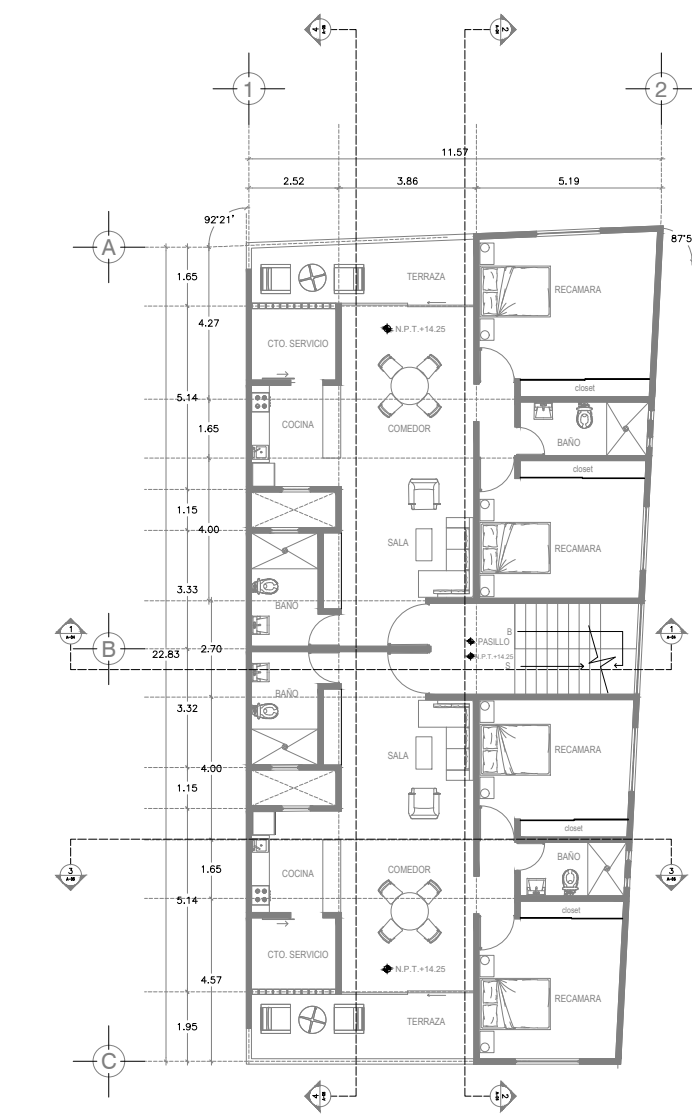 4
2
1
2
11.57
2.52
3.86
5.19
92°21'
87°5
A
1.65
TERRAZA
RECAMARA
4.27
N.P.T.+14.25
CTO. SERVICIO
closet
5.14
1.65
COCINA
COMEDOR
BAÑO
closet
1.15
4.00
SALA
RECAMARA
3.33
BAÑO
1
B
PASILLO
1
B
22.83
2.70
N.P.T.+14.25
S
3.32
BAÑO
SALA
RECAMARA
4.00
1.15
closet
3
1.65
COCINA
COMEDOR
BAÑO
3
5.14
closet
CTO. SERVICIO
4.57
N.P.T.+14.25
RECAMARA
1.95
TERRAZA
C
4
2